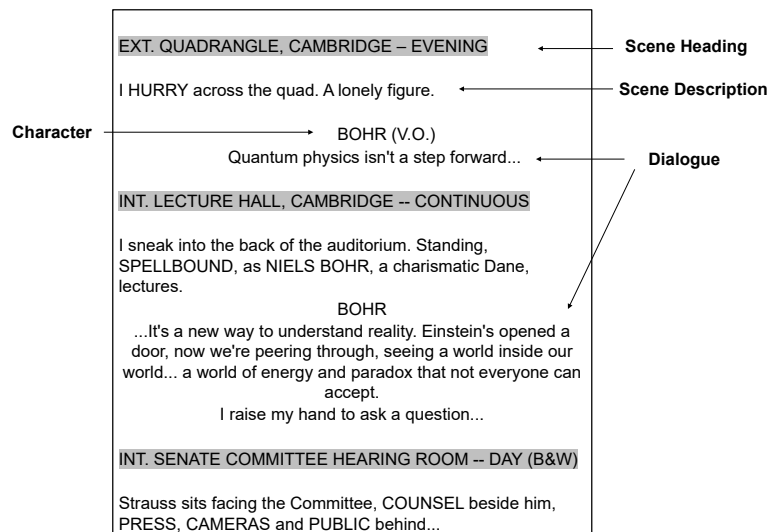 EXT. QUADRANGLE, CAMBRIDGE – EVENING
Scene Heading
I HURRY across the quad. A lonely figure.
Scene Description
Character
BOHR (V.O.)
Quantum physics isn't a step forward...
Dialogue
INT. LECTURE HALL, CAMBRIDGE -- CONTINUOUS
I sneak into the back of the auditorium. Standing,
SPELLBOUND, as NIELS BOHR, a charismatic Dane,
lectures.
BOHR
...It's a new way to understand reality. Einstein's opened a
door, now we're peering through, seeing a world inside our
world... a world of energy and paradox that not everyone can
accept.
I raise my hand to ask a question...
INT. SENATE COMMITTEE HEARING ROOM -- DAY (B&W)
Strauss sits facing the Committee, COUNSEL beside him,
PRESS, CAMERAS and PUBLIC behind...